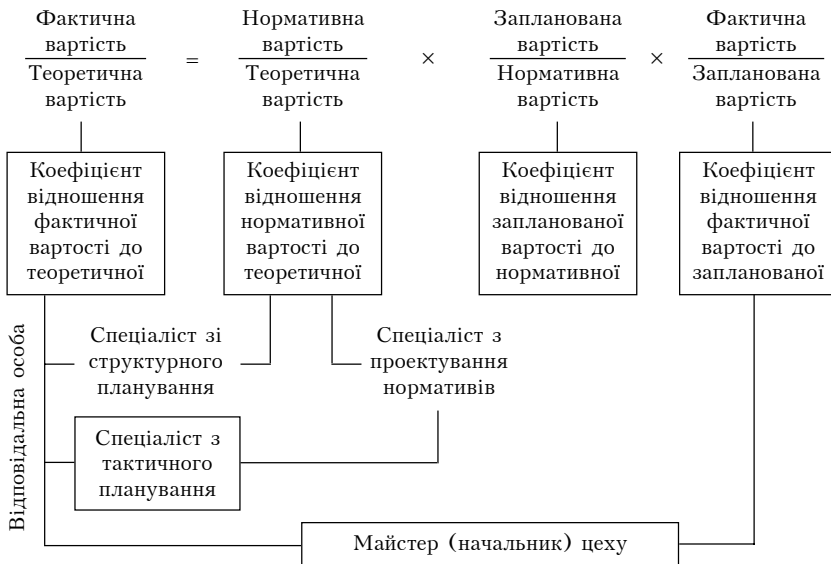 Фактична
вартість
Теоретична
вартість
=
Нормативна
вартість
Теоретична
вартість
×
Запланована
вартість
Нормативна
вартість
×
Фактична
вартість
Запланована
вартість
Коефіцієнт
відношення
фактичної
вартості до
теоретичної
Коефіцієнт
відношення
нормативної
вартості до
теоретичної
Коефіцієнт
відношення
запланованої
вартості до
нормативної
Коефіцієнт
відношення
фактичної
вартості до
запланованої
Відповідальна особа
Спеціаліст зі
структурного
планування
Спеціаліст з
проектування
нормативів
Спеціаліст з
тактичного
планування
Майстер (начальник) цеху